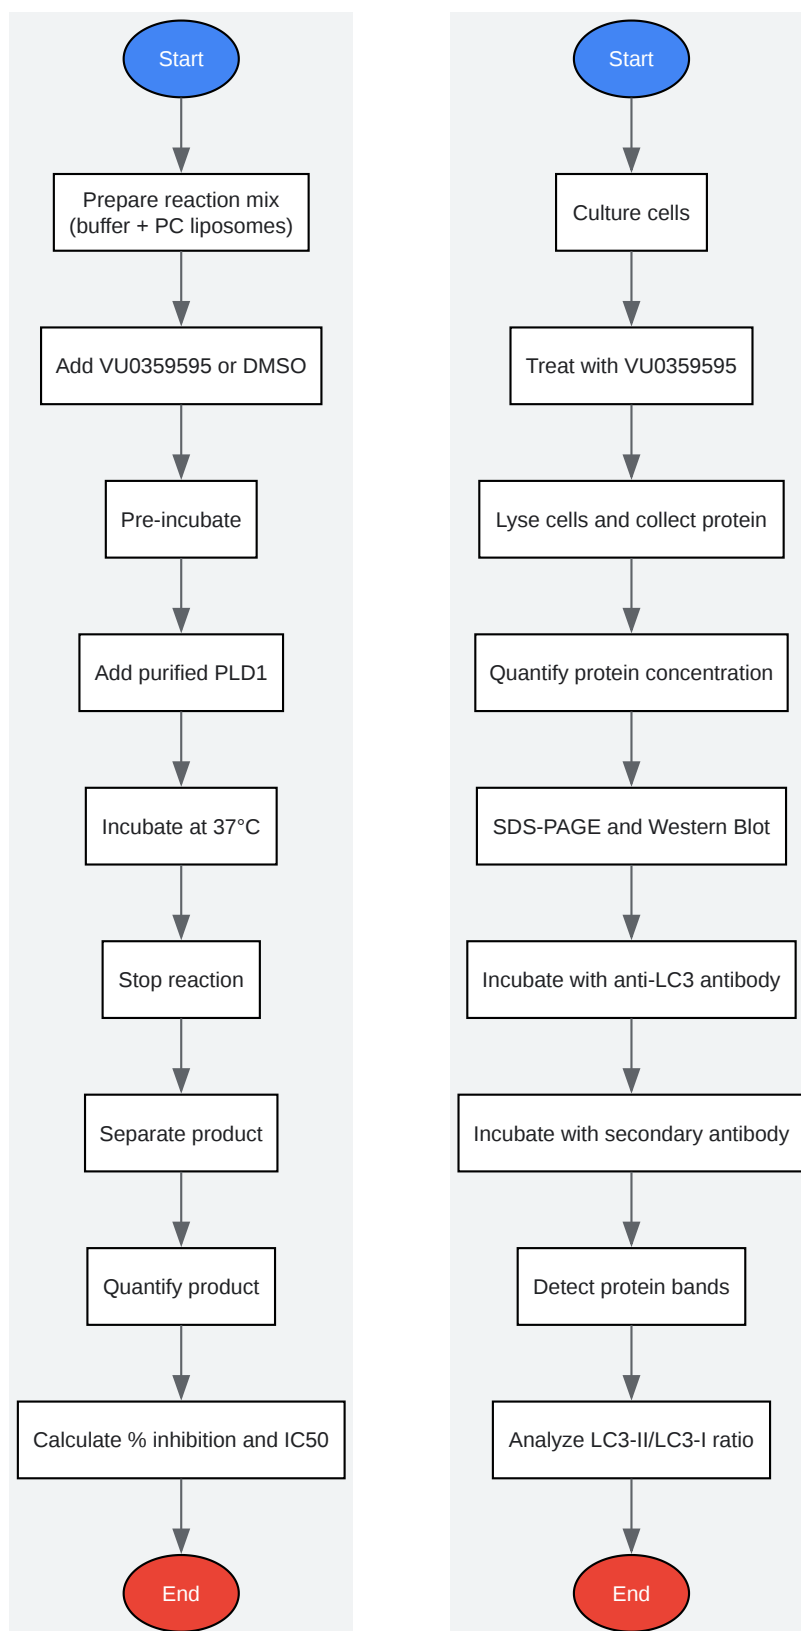 Start
Prepare reaction mix
(buffer + PC liposomes)
Add VU0359595 or DMSO
Pre-incubate
Add purified PLD1
Incubate at 37°C
Stop reaction
Separate product
Quantify product
Calculate % inhibition and IC50
End
Start
Culture cells
Treat with VU0359595
Lyse cells and collect protein
Quantify protein concentration
SDS-PAGE and Western Blot
Incubate with anti-LC3 antibody
Incubate with secondary antibody
Detect protein bands
Analyze LC3-II/LC3-I ratio
End